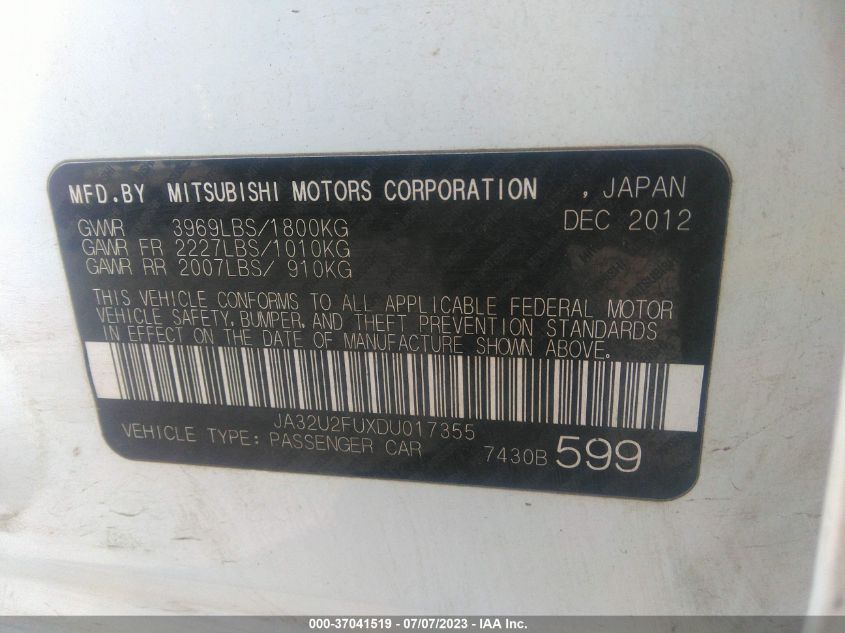 MFD.BY MITSUBISHI MOTORS CORPORATION , JAPAN
GVWR 3969LBS/1800KG DEC 2012
GAWR FR 2227LBS/1010KG
GAWR RR 2007LBS/ 910KG
THIS VEHICLE CONFORMS TO ALL APPLICABLE FEDERAL MOTOR
VEHICLE SAFETY, BUMPER, AND THEFT PREVENTION STANDARDS
IN EFFECT ON THE DATE OF MANUFACTURE SHOWN ABOVE.
JA32U2FUXDU017355
VEHICLE TYPE: PASSENGER CAR 7430B 599
000-37041519 - 07/07/2023 - IAA Inc.